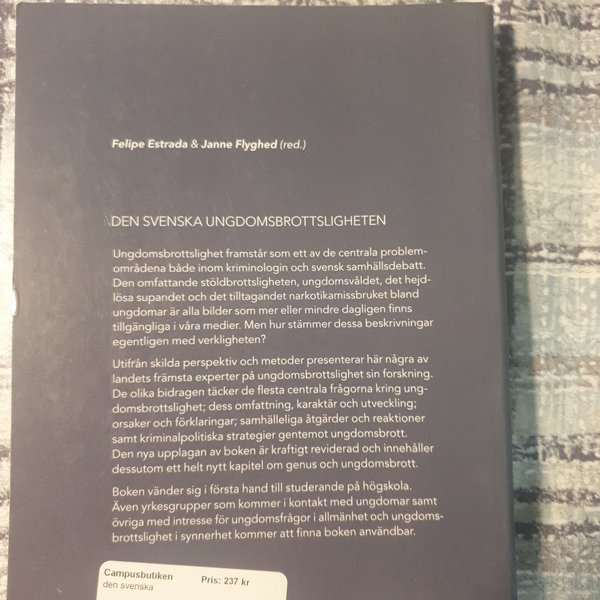 Felipe Estrada & Janne Flyghed (red.)
DEN SVENSKA UNGDOMSBROTTSLIGHETEN
Ungdomsbrottslighet framstår som ett av de centrala problem-
områdena både inom kriminologin och svensk samhällsdebatt.
Den omfattande stöldbrottsligheten, ungdomsvåldet, det hejd-
lösa supandet och det tilltagandet narkotikamissbruket bland
ungdomar är alla bilder som mer eller mindre dagligen finns
tillgängliga i våra medier. Men hur stämmer dessa beskrivningar
egentligen med verkligheten?
Utifrån skilda perspektiv och metoder presenterar här några av
landets främsta experter på ungdomsbrottslighet sin forskning.
De olika bidragen täcker de flesta centrala frågorna kring ung-
domsbrottslighet; dess omfattning, karaktär och utveckling;
orsaker och förklaringar; samhälleliga åtgärder och reaktioner
samt kriminalpolitiska strategier gentemot ungdomsbrott.
Den nya upplagan av boken är kraftigt reviderad och innehåller
dessutom ett helt nytt kapitel om genus och ungdomsbrott.
Boken vänder sig i första hand till studerande på högskola.
Även yrkesgrupper som kommer i kontakt med ungdomar samt
övriga med intresse för ungdomsfrågor i allmänhet och ungdoms-
brottslighet i synnerhet kommer att finna boken användbar.
Campusbutiken Pris: 237 kr
den svenska